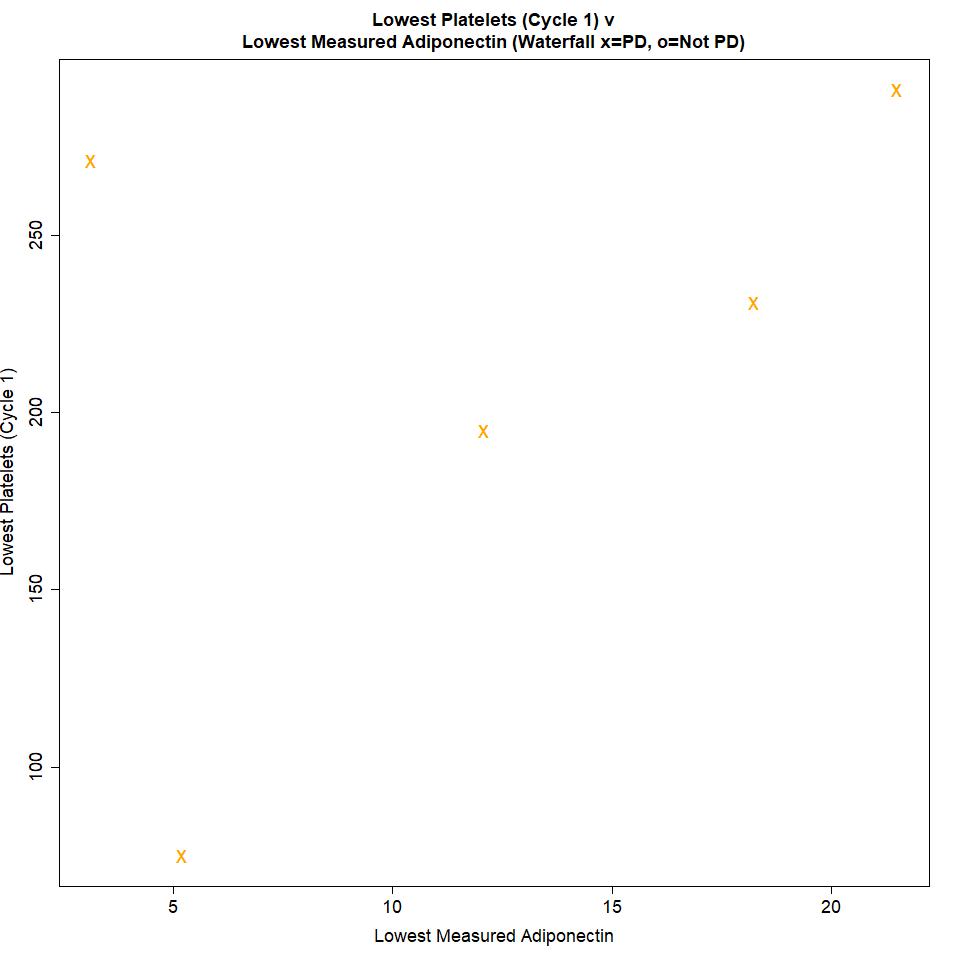 Lowest Platelets (Cycle 1) v
Lowest Measured Adiponectin (Waterfall x=PD, o=Not PD)
Lowest Platelets (Cycle 1)
250
200
150
100
X
X
X
X
X
5 10 15 20
Lowest Measured Adiponectin